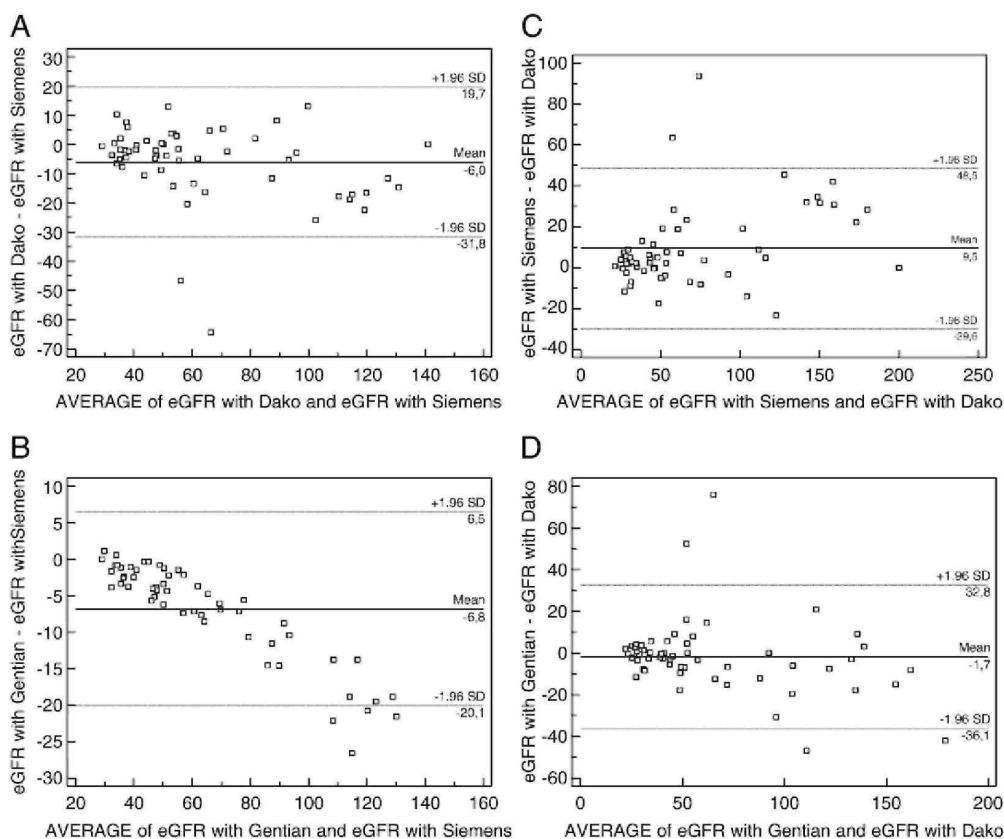 A
eGFR with Dako - eGFR with Siemens
30
20
10
0
-10
-20
-30
-40
-50
-60
-70
+1.96 SD
19,7
Mean
-6,0
-1.96 SD
-31,8
20 40 60 80 100 120 140 160
AVERAGE of eGFR with Dako and eGFR with Siemens
C
eGFR with Siemens - eGFR with Dako
100
80
60
40
20
0
-20
-40
+1.96 SD
48,5
Mean
9,5
-1.96 SD
-29,6
0 50 100 150 200 250
AVERAGE of eGFR with Siemens and eGFR with Dako
B
eGFR with Gentian - eGFR withSiemens
10
5
0
-5
-10
-15
-20
-25
-30
+1.96 SD
6,5
Mean
-6,8
-1.96 SD
-20,1
20 40 60 80 100 120 140 160
AVERAGE of eGFR with Gentian and eGFR with Siemens
D
eGFR with Gentian - eGFR with Dako
80
60
40
20
0
-20
-40
-60
+1.96 SD
32,8
Mean
-1,7
-1.96 SD
-36,1
0 50 100 150 200
AVERAGE of eGFR with Gentian and eGFR with Dako